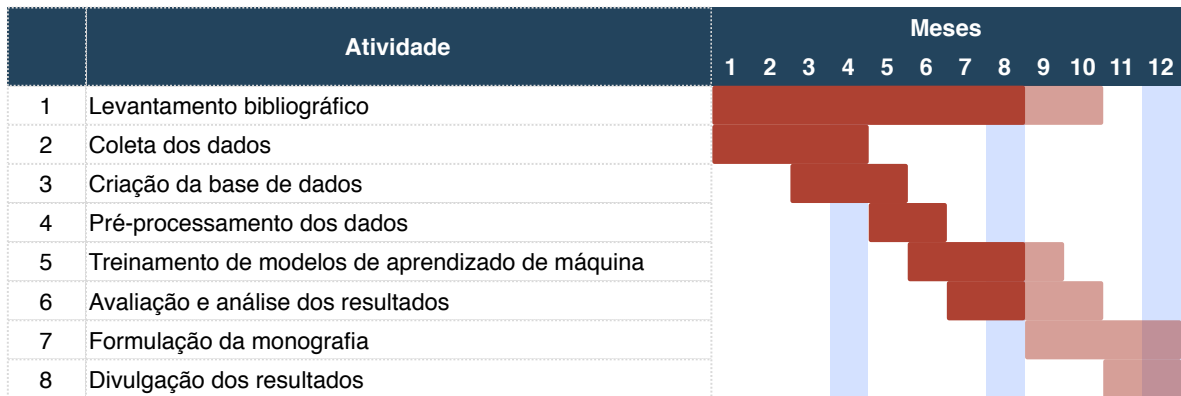 Atividade
Meses
1 2 3 4 5 6 7 8 9 10 11 12
1 Levantamento bibliográfico
2 Coleta dos dados
3 Criação da base de dados
4 Pré-processamento dos dados
5 Treinamento de modelos de aprendizado de máquina
6 Avaliação e análise dos resultados
7 Formulação da monografia
8 Divulgação dos resultados